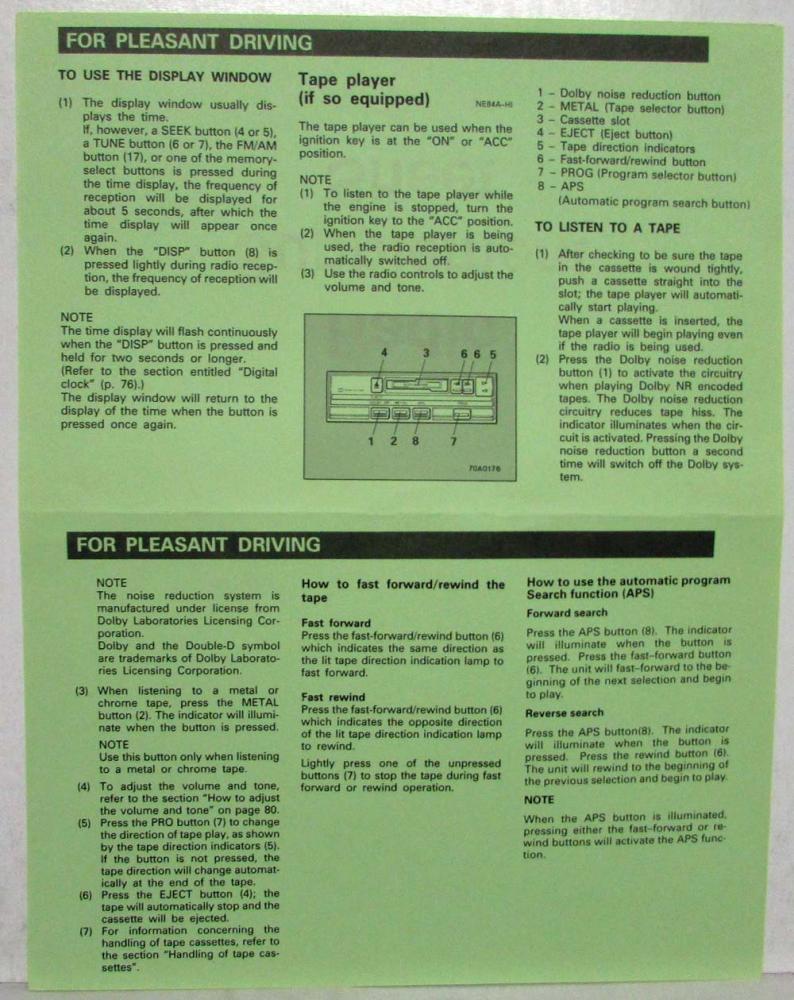 FOR PLEASANT DRIVING
TO USE THE DISPLAY WINDOW
(1) The display window usually dis-
plays the time.
If, however, a SEEK button (4 or 5),
a TUNE button (6 or 7), the FM/AM
button (17), or one of the memory-
select buttons is pressed during
the time display, the frequency of
reception will be displayed for
about 5 seconds, after which the
time display will appear once
again.
(2) When the "DISP" button (8) is
pressed lightly during radio recep-
tion, the frequency of reception will
be displayed.
NOTE
The time display will flash continuously
when the "DISP" button is pressed and
held for two seconds or longer.
(Refer to the section entitled "Digital
clock" (p. 76).)
The display window will return to the
display of the time when the button is
pressed once again.
Tape player
(if so equipped)
NE84A-HI
The tape player can be used when the
ignition key is at the "ON" or "ACC"
position.
NOTE
(1) To listen to the tape player while
the engine is stopped, turn the
ignition key to the "ACC" position.
(2) When the tape player is being
used, the radio reception is auto-
matically switched off.
(3) Use the radio controls to adjust the
volume and tone.
4 3 6 6 5
1 2 8 7
70A0176
1 - Dolby noise reduction button
2 - METAL (Tape selector button)
3 - Cassette slot
4 - EJECT (Eject button)
5 - Tape direction indicators
6 - Fast-forward/rewind button
7 - PROG (Program selector button)
8 - APS
(Automatic program search button)
TO LISTEN TO A TAPE
(1) After checking to be sure the tape
in the cassette is wound tightly,
push a cassette straight into the
slot; the tape player will automati-
cally start playing.
When a cassette is inserted, the
tape player will begin playing even
if the radio is being used.
(2) Press the Dolby noise reduction
button (1) to activate the circuitry
when playing Dolby NR encoded
tapes. The Dolby noise reduction
circuitry reduces tape hiss. The
indicator illuminates when the cir-
cuit is activated. Pressing the Dolby
noise reduction button a second
time will switch off the Dolby sys-
tem.
FOR PLEASANT DRIVING
NOTE
The noise reduction system is
manufactured under license from
Dolby Laboratories Licensing Cor-
poration.
Dolby and the Double-D symbol
are trademarks of Dolby Laborato-
ries Licensing Corporation.
(3) When listening to a metal or
chrome tape, press the METAL
button (2). The indicator will illumi-
nate when the button is pressed.
NOTE
Use this button only when listening
to a metal or chrome tape.
(4) To adjust the volume and tone,
refer to the section "How to adjust
the volume and tone" on page 80.
(5) Press the PRO button (7) to change
the direction of tape play, as shown
by the tape direction indicators (5).
If the button is not pressed, the
tape direction will change automat-
ically at the end of the tape.
(6) Press the EJECT button (4); the
tape will automatically stop and the
cassette will be ejected.
(7) For information concerning the
handling of tape cassettes, refer to
the section "Handling of tape cas-
settes".
How to fast forward/rewind the
tape
Fast forward
Press the fast-forward/rewind button (6)
which indicates the same direction as
the lit tape direction indication lamp to
fast forward.
Fast rewind
Press the fast-forward/rewind button (6)
which indicates the opposite direction
of the lit tape direction indication lamp
to rewind.
Lightly press one of the unpressed
buttons (7) to stop the tape during fast
forward or rewind operation.
How to use the automatic program
Search function (APS)
Forward search
Press the APS button (8). The indicator
will illuminate when the button is
pressed. Press the fast-forward button
(6). The unit will fast-forward to the be-
ginning of the next selection and begin
to play.
Reverse search
Press the APS button(8). The indicator
will illuminate when the button is
pressed. Press the rewind button (6).
The unit will rewind to the beginning of
the previous selection and begin to play.
NOTE
When the APS button is illuminated,
pressing either the fast-forward or re-
wind buttons will activate the APS func-
tion.